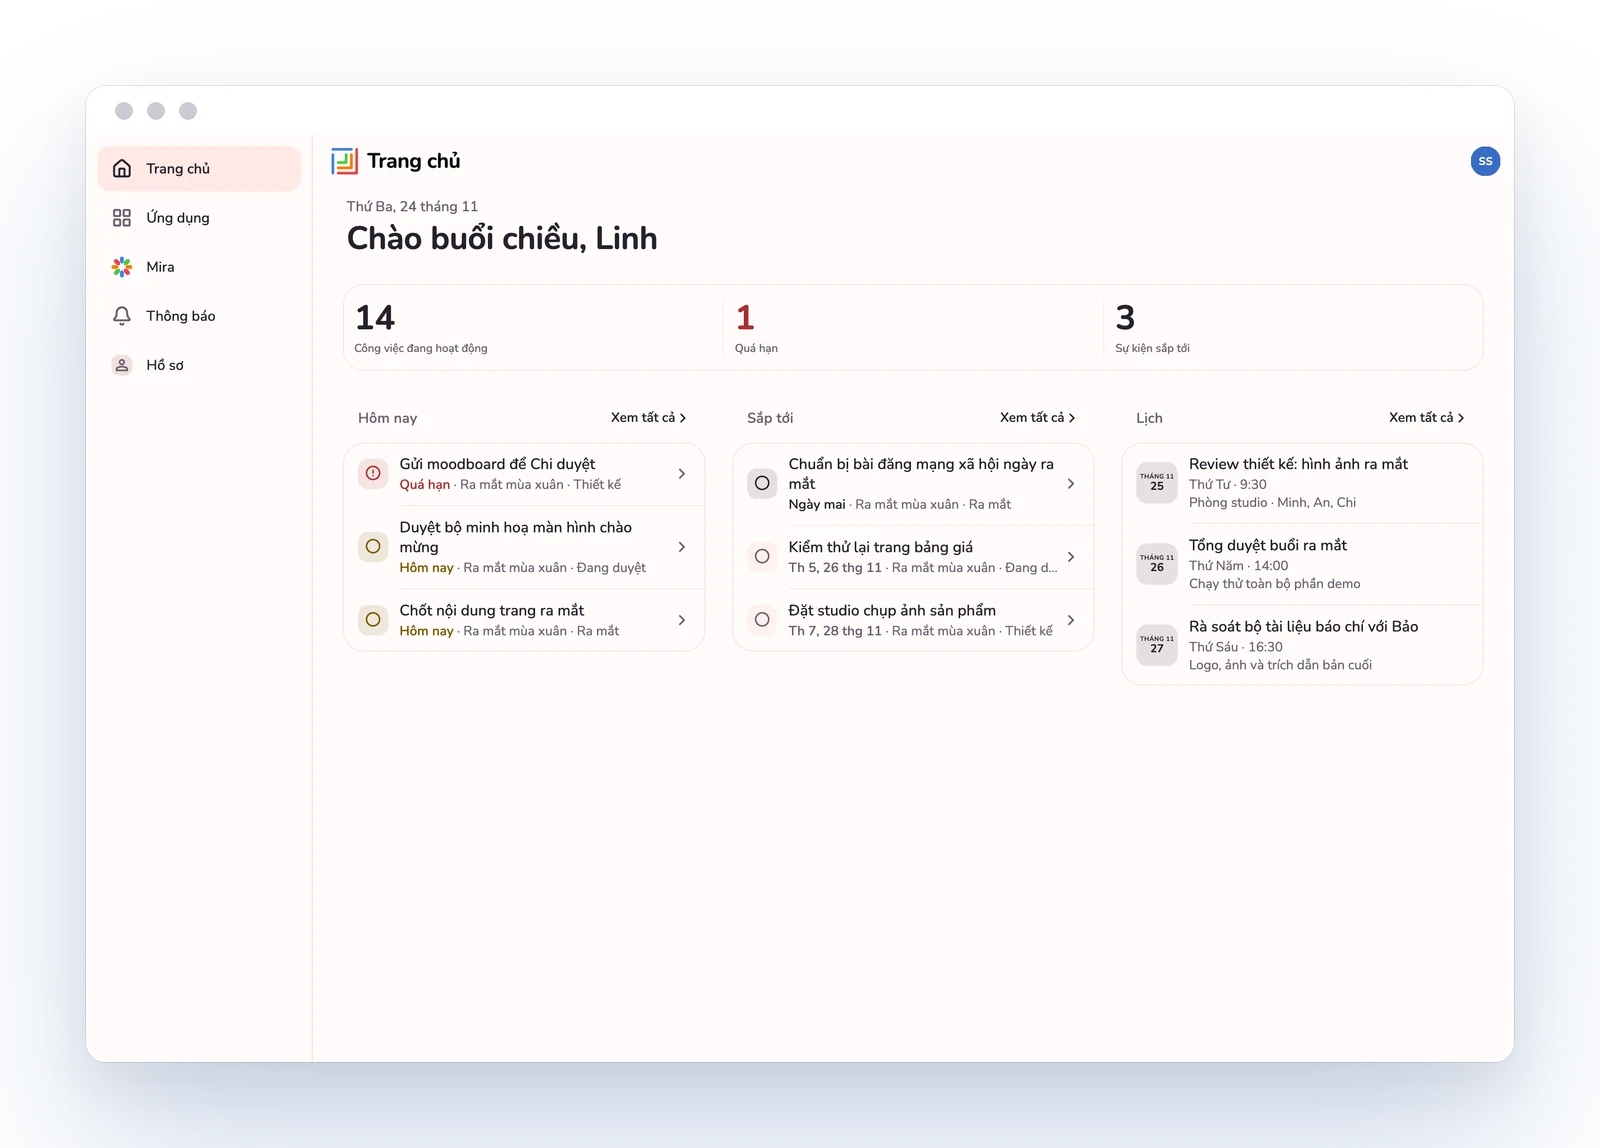 Trang chủ
Ứng dụng
Mira
Thông báo
Hồ sơ
Trang chủ
SS
Thứ Ba, 24 tháng 11
Chào buổi chiều, Linh
14
Công việc đang hoạt động
1
Quá hạn
3
Sự kiện sắp tới
Hôm nay
Xem tất cả
Gửi moodboard để Chi duyệt
Quá hạn · Ra mắt mùa xuân · Thiết kế
Duyệt bộ minh hoạ màn hình chào
mừng
Hôm nay · Ra mắt mùa xuân · Đang duyệt
Chốt nội dung trang ra mắt
Hôm nay · Ra mắt mùa xuân · Ra mắt
Sắp tới
Xem tất cả
Chuẩn bị bài đăng mạng xã hội ngày ra
mắt
Ngày mai · Ra mắt mùa xuân · Ra mắt
Kiểm thử lại trang bảng giá
Th 5, 26 thg 11 · Ra mắt mùa xuân · Đang d...
Đặt studio chụp ảnh sản phẩm
Th 7, 28 thg 11 · Ra mắt mùa xuân · Thiết kế
Lịch
Xem tất cả
THÁNG 11
25
Review thiết kế: hình ảnh ra mắt
Thứ Tư · 9:30
Phòng studio · Minh, An, Chi
THÁNG 11
26
Tổng duyệt buổi ra mắt
Thứ Năm · 14:00
Chạy thử toàn bộ phần demo
THÁNG 11
27
Rà soát bộ tài liệu báo chí với Bảo
Thứ Sáu · 16:30
Logo, ảnh và trích dẫn bản cuối